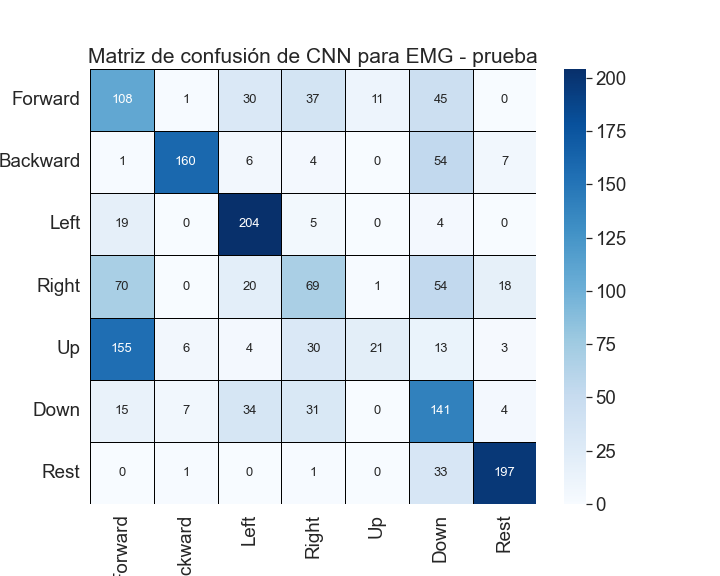 Matriz de confusión de CNN para EMG - prueba
Forward 108 1 30 37 11 45 0
Backward 1 160 6 4 0 54 7
Left 19 0 204 5 0 4 0
Right 70 0 20 69 1 54 18
Up 155 6 4 30 21 13 3
Down 15 7 34 31 0 141 4
Rest 0 1 0 1 0 33 197
Forward
ckward
Left
Right
Up
Down
Rest
200
175
150
125
100
75
50
25
0